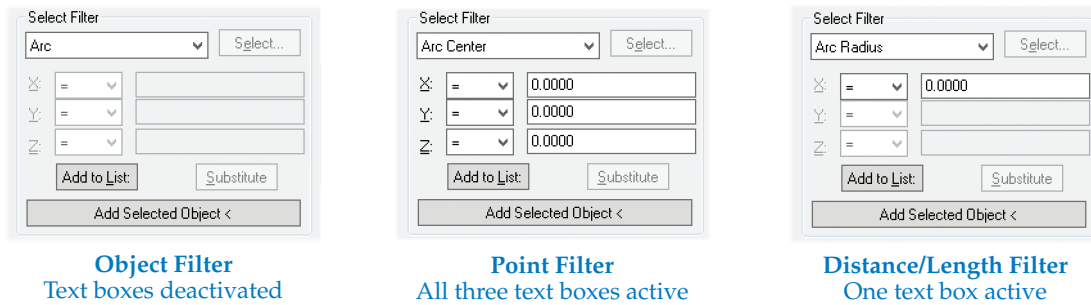 Select Filter
Arc
Select...
X: =
Y: =
Z: =
Add to List:
Substitute
Add Selected Object <
Object Filter
Text boxes deactivated
Select Filter
Arc Center
Select...
X: = 0.0000
Y: = 0.0000
Z: = 0.0000
Add to List:
Substitute
Add Selected Object <
Point Filter
All three text boxes active
Select Filter
Arc Radius
Select...
X: = 0.0000
Y: =
Z: =
Add to List:
Substitute
Add Selected Object <
Distance/Length Filter
One text box active